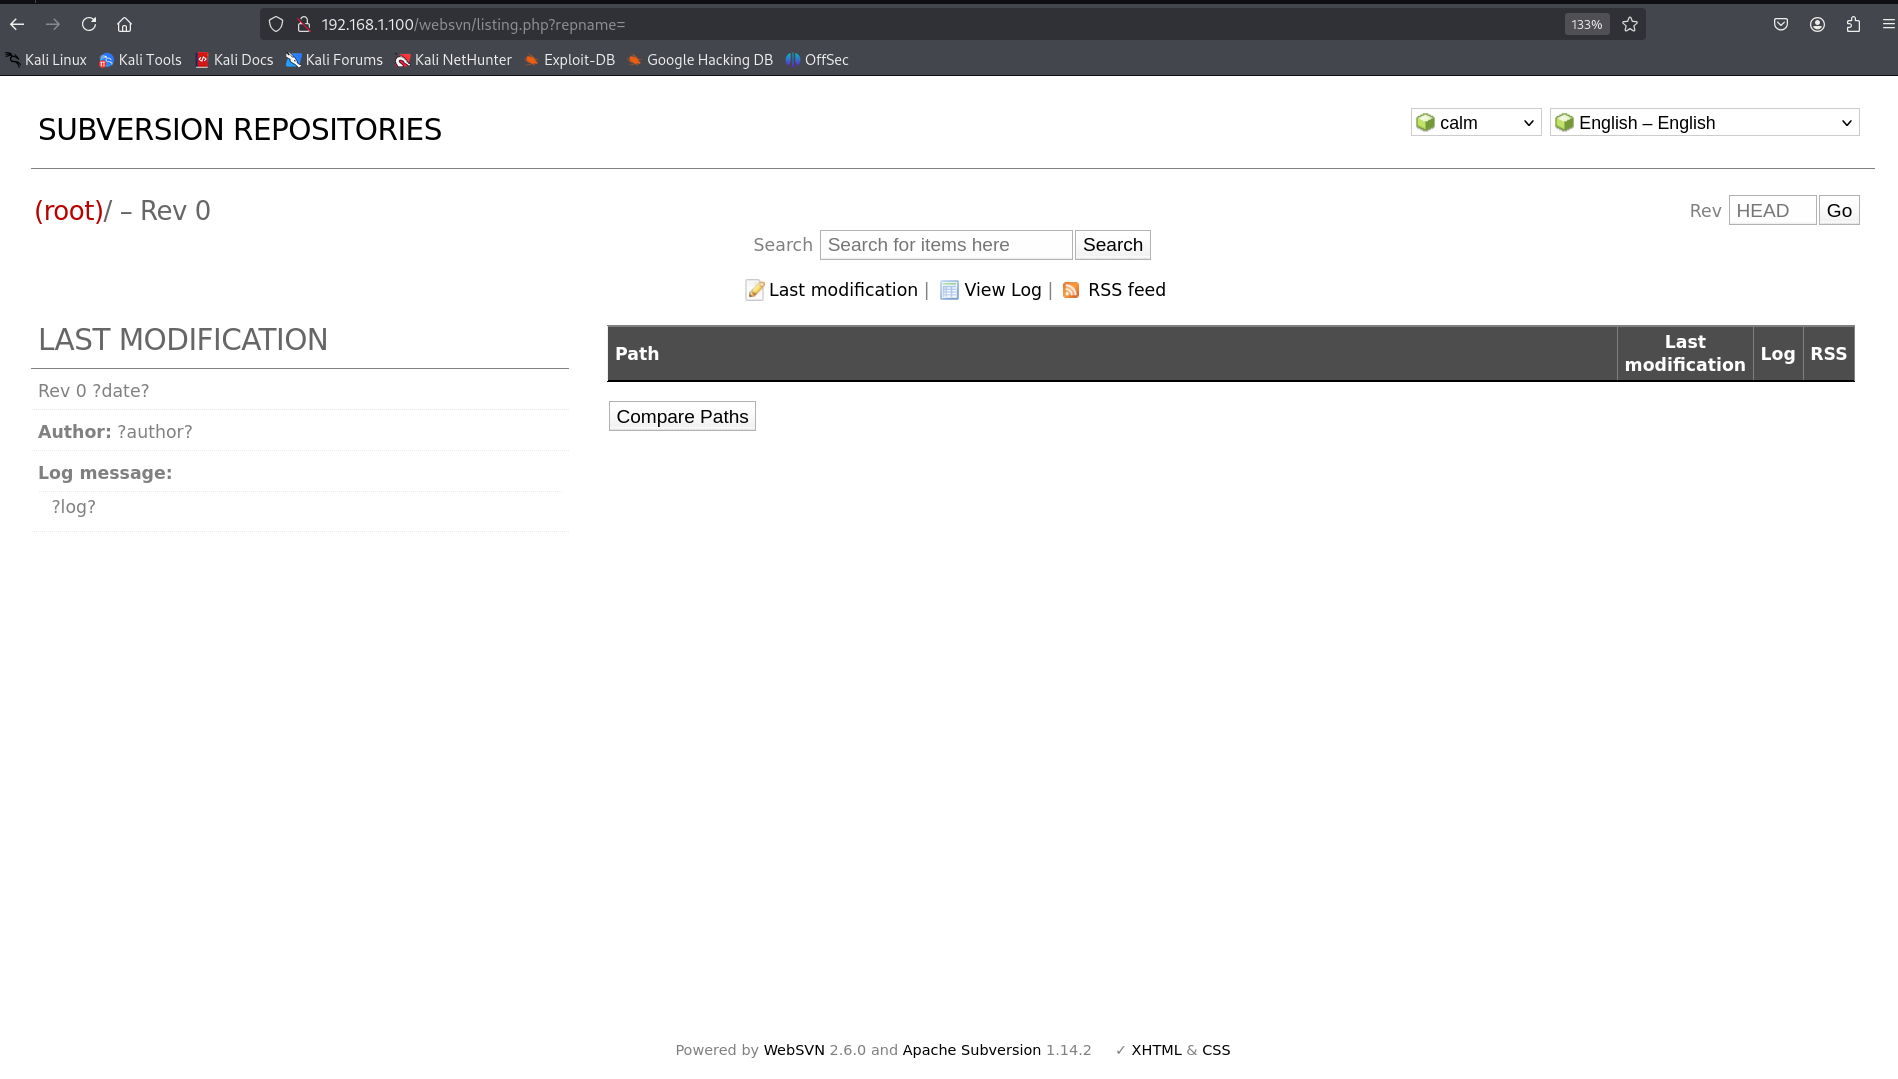 192.168.1.100/websvn/listing.php?repname=
133%
Kali Linux Kali Tools Kali Docs Kali Forums Kali NetHunter Exploit-DB Google Hacking DB OffSec
SUBVERSION REPOSITORIES
calm English – English
(root)/ – Rev 0
Rev HEAD Go
Search Search for items here Search
Last modification | View Log | RSS feed
LAST MODIFICATION
Rev 0 ?date?
Author: ?author?
Log message:
?log?
Path Last modification Log RSS
Compare Paths
Powered by WebSVN 2.6.0 and Apache Subversion 1.14.2 ✓ XHTML & CSS